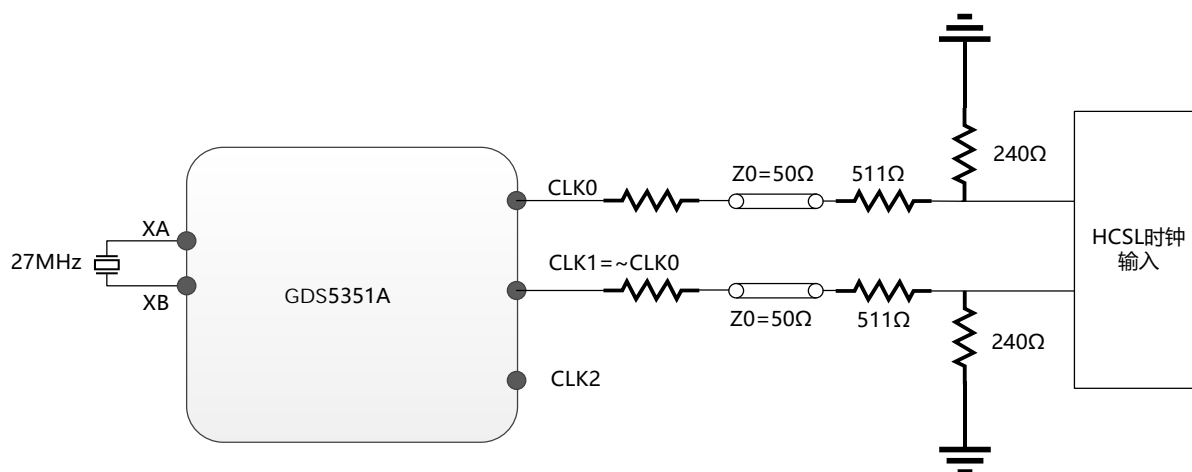 240Ω
CLK0
Z0=50Ω
511Ω
XA
27MHz
XB
GDS5351A
CLK1=~CLK0
Z0=50Ω
511Ω
240Ω
HCSL时钟
输入
CLK2